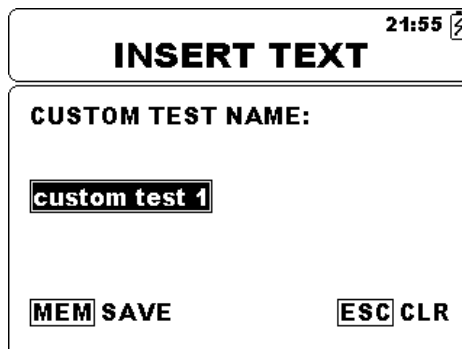 21:55
INSERT TEXT
CUSTOM TEST NAME:
custom test 1
MEM SAVE
ESC CLR